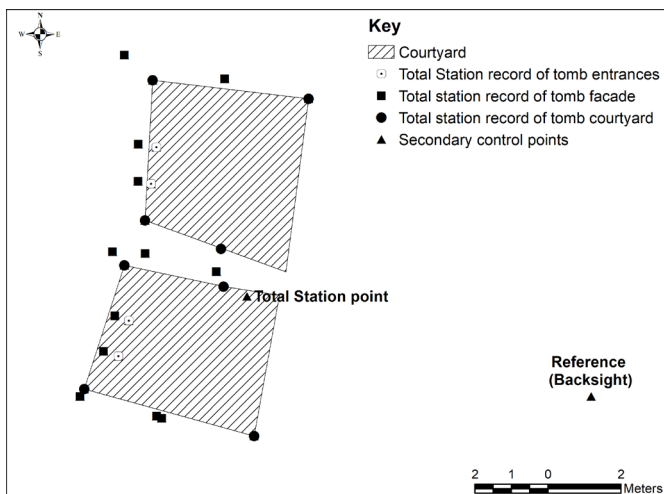 N
W E
S
Key
Courtyard
Total Station record of tomb entrances
Total station record of tomb facade
Total station record of tomb courtyard
Secondary control points
Total Station point
Reference
(Backsight)
2 1 0 2
Meters